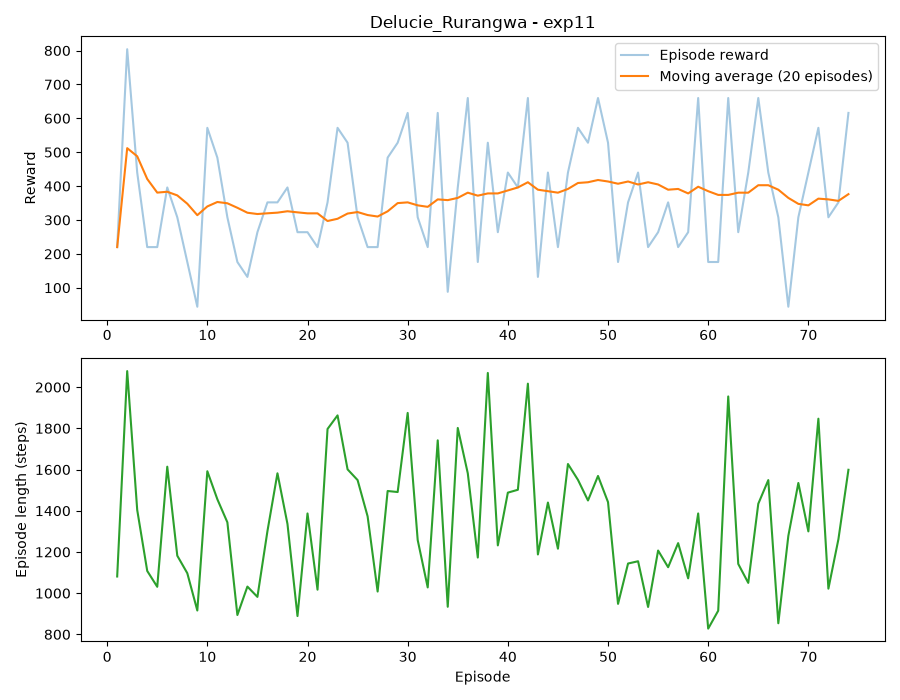 Delucie_Rurangwa - exp11
Episode reward
Moving average (20 episodes)
Reward
800
700
600
500
400
300
200
100
0 10 20 30 40 50 60 70
Episode length (steps)
2000
1800
1600
1400
1200
1000
800
0 10 20 30 40 50 60 70
Episode